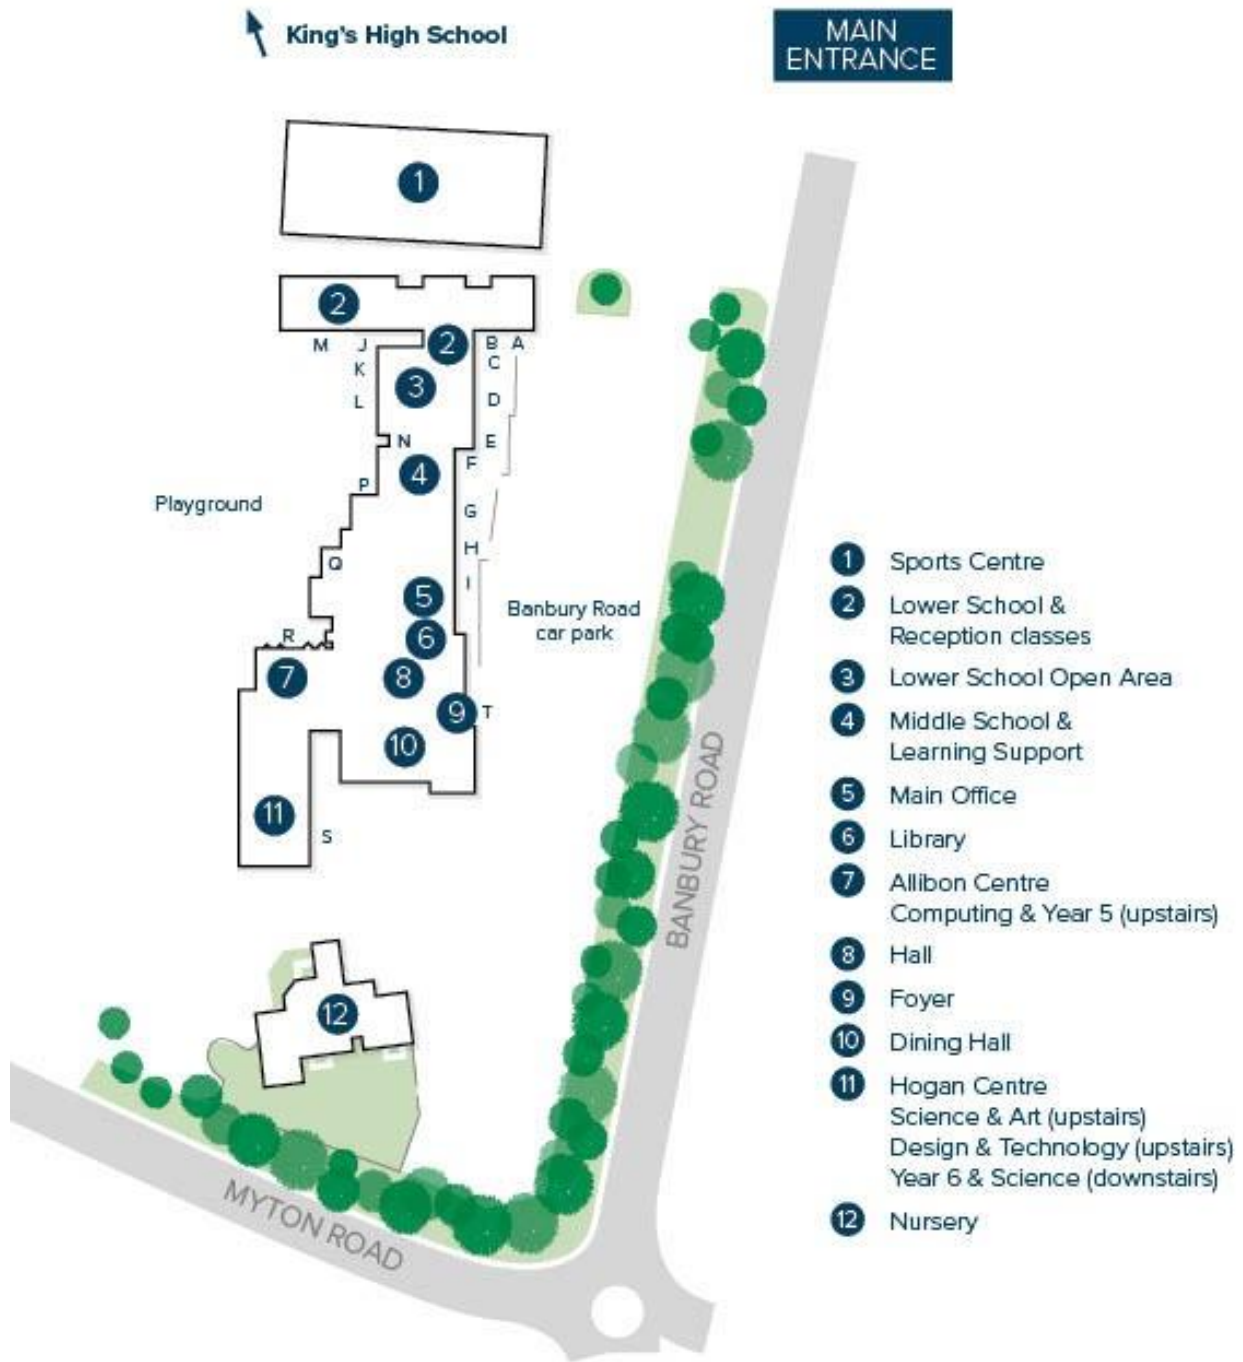 King's High School
MAIN
ENTRANCE
1
2
2
M
J
B
A
K
C
3
L
D
N
E
F
4
P
Playground
G
H
Q
I
5
Banbury Road
car park
R
6
7
8
9
T
10
11
S
12
BANBURY ROAD
MYTON ROAD
1 Sports Centre
2 Lower School &
Reception classes
3 Lower School Open Area
4 Middle School &
Learning Support
5 Main Office
6 Library
7 Allibon Centre
Computing & Year 5 (upstairs)
8 Hall
9 Foyer
10 Dining Hall
11 Hogan Centre
Science & Art (upstairs)
Design & Technology (upstairs)
Year 6 & Science (downstairs)
12 Nursery